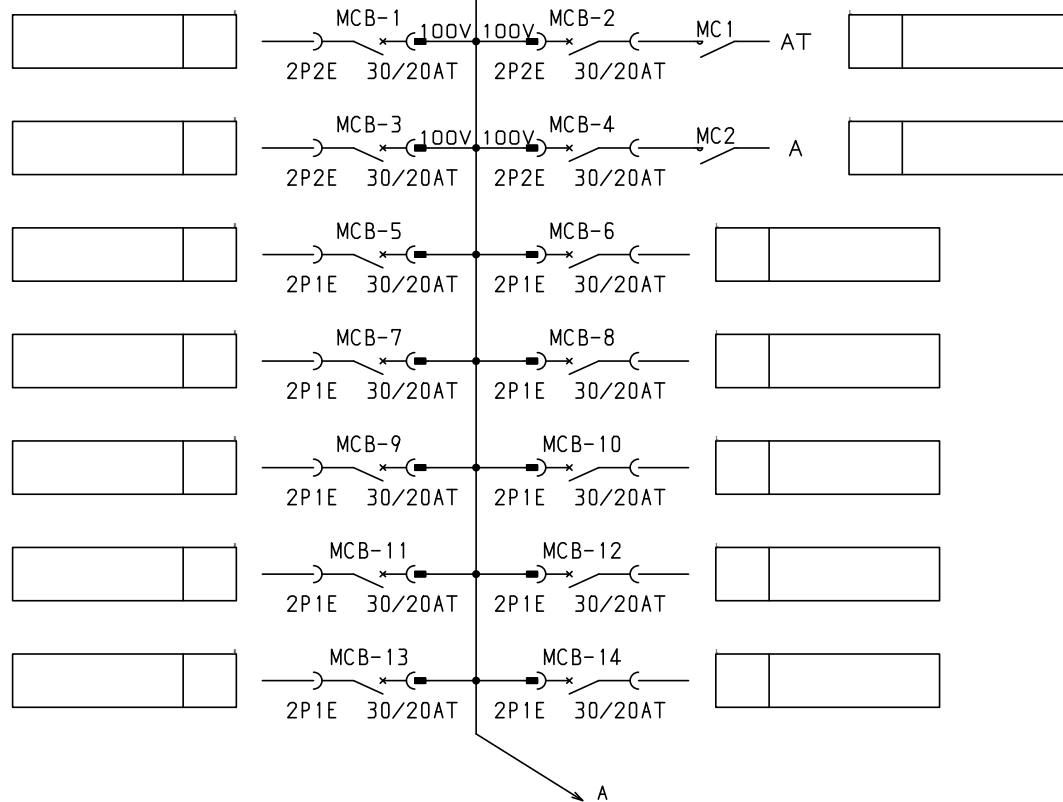 MCB-1 100V 100V MCB-2 MC1 AT
2P2E 30/20AT 2P2E 30/20AT
MCB-3 100V 100V MCB-4 MC2 A
2P2E 30/20AT 2P2E 30/20AT
MCB-5 MCB-6
2P1E 30/20AT 2P1E 30/20AT
MCB-7 MCB-8
2P1E 30/20AT 2P1E 30/20AT
MCB-9 MCB-10
2P1E 30/20AT 2P1E 30/20AT
MCB-11 MCB-12
2P1E 30/20AT 2P1E 30/20AT
MCB-13 MCB-14
2P1E 30/20AT 2P1E 30/20AT
A